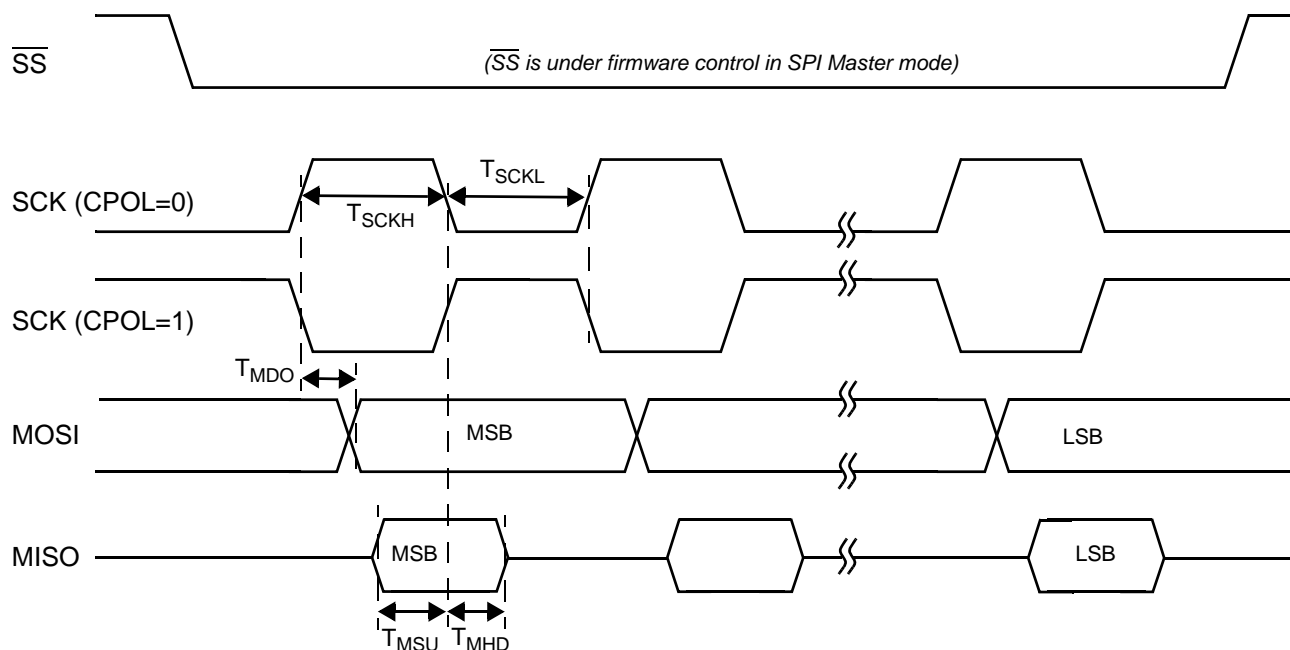 SS
(SS is under firmware control in SPI Master mode)
SCK (CPOL=0)
TSCKH
TSCKL
SCK (CPOL=1)
TMDO
MOSI
MSB
LSB
MISO
MSB
LSB
TMSU
TMHD